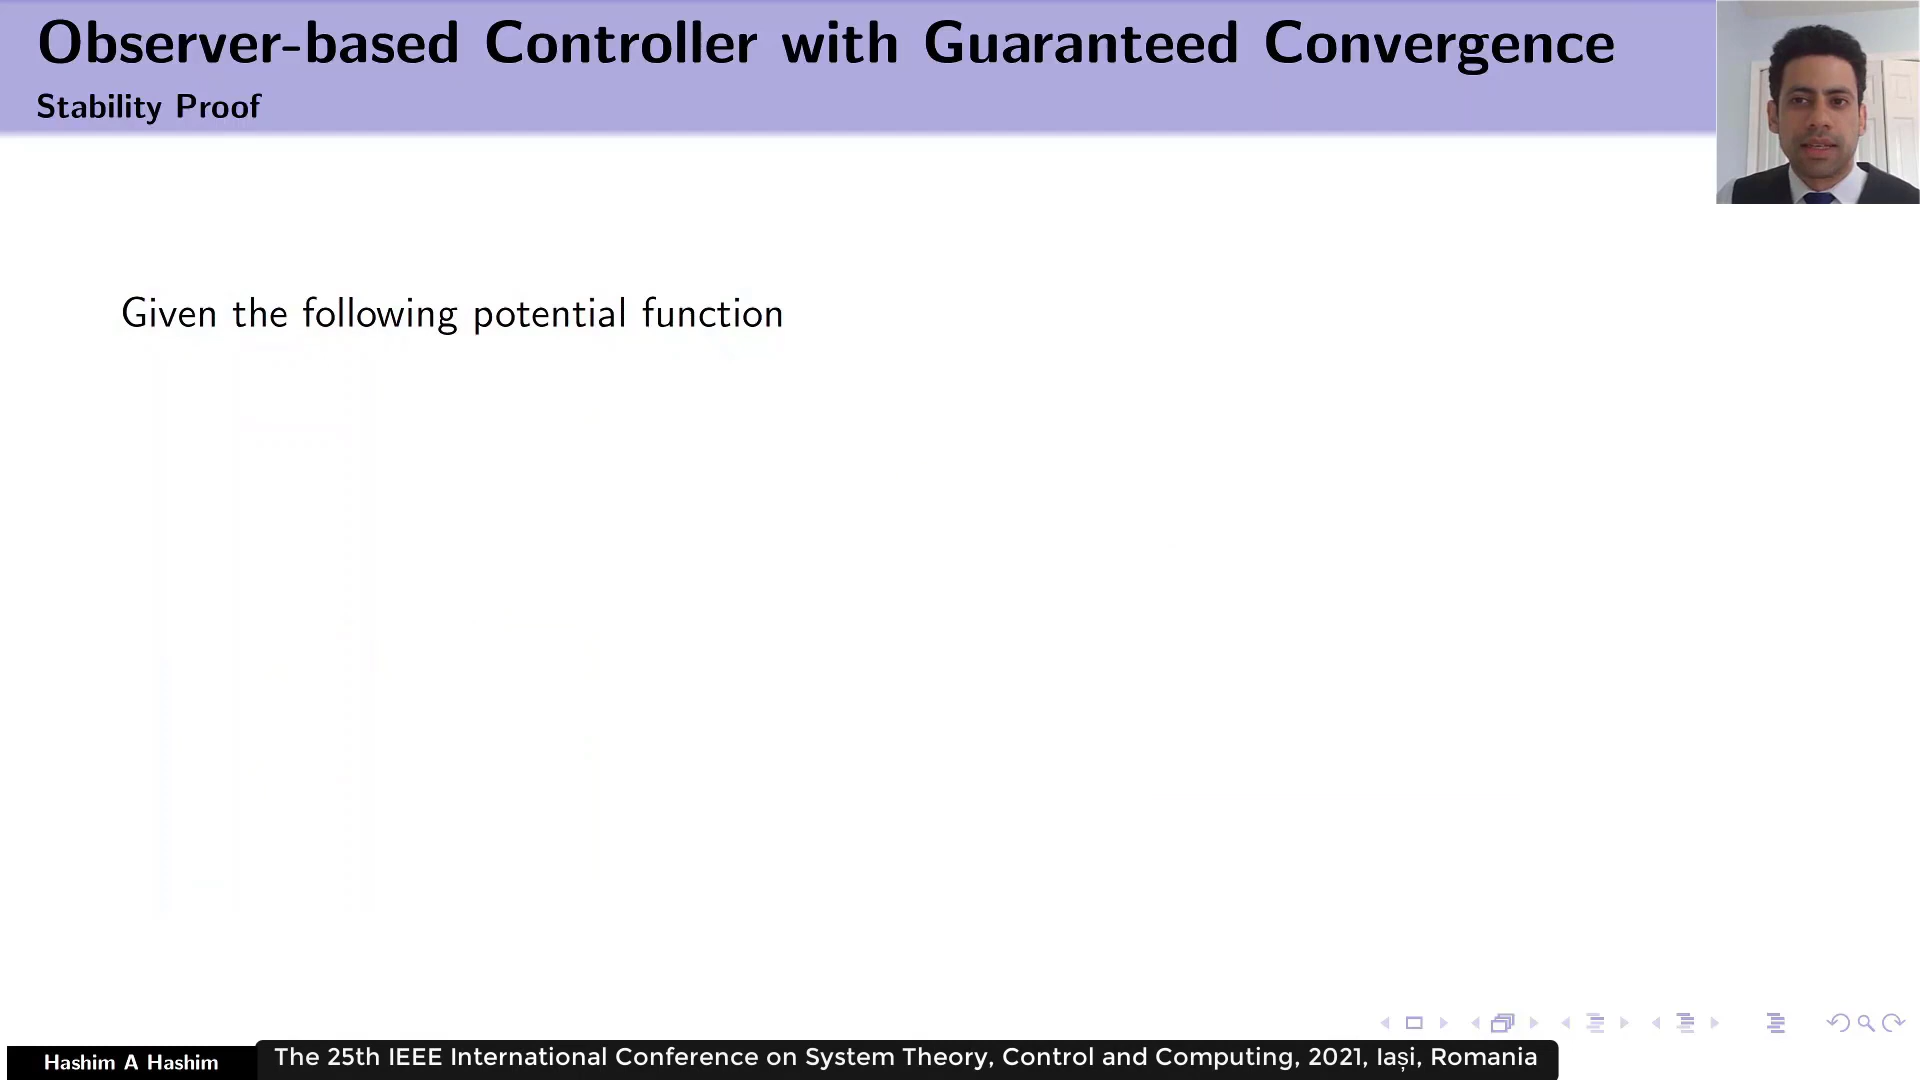 Observer-based Controller with Guaranteed Convergence
Stability Proof
Given the following potential function
Hashim A Hashim
The 25th IEEE International Conference on System Theory, Control and Computing, 2021, Iași, Romania